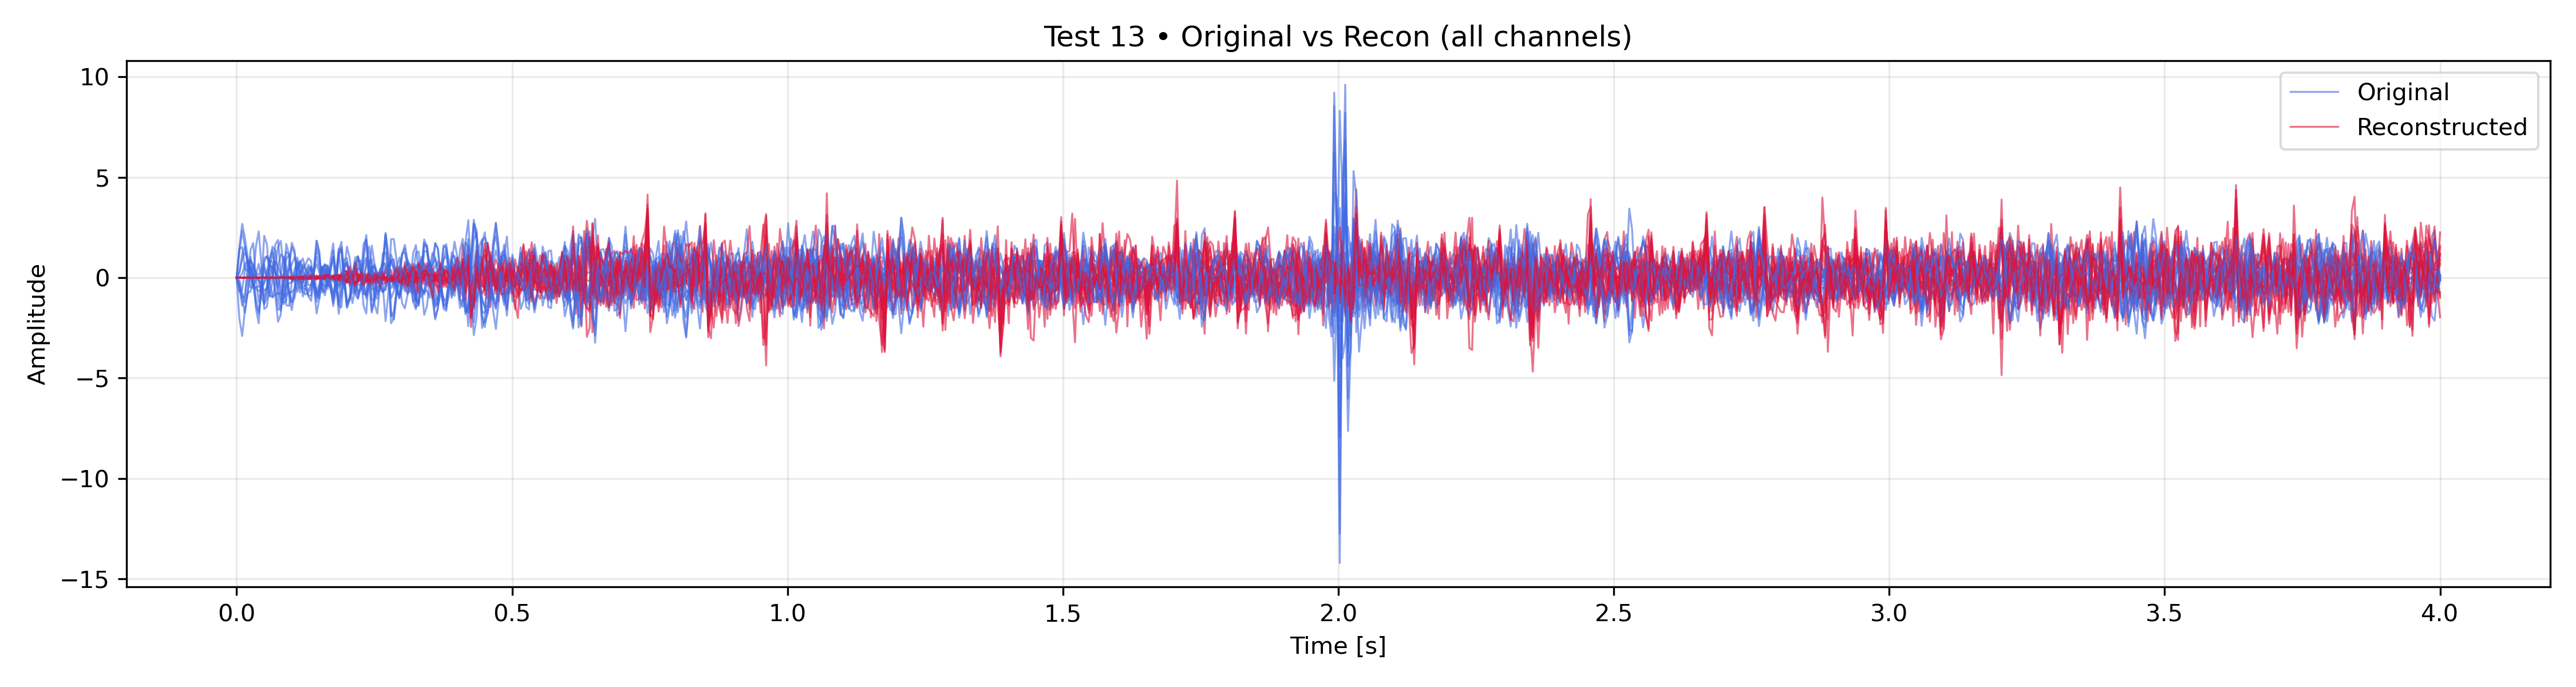 Test 13 • Original vs Recon (all channels)
Original
Reconstructed
10
5
0
−5
−10
−15
Amplitude
0.0 0.5 1.0 1.5 2.0 2.5 3.0 3.5 4.0
Time [s]